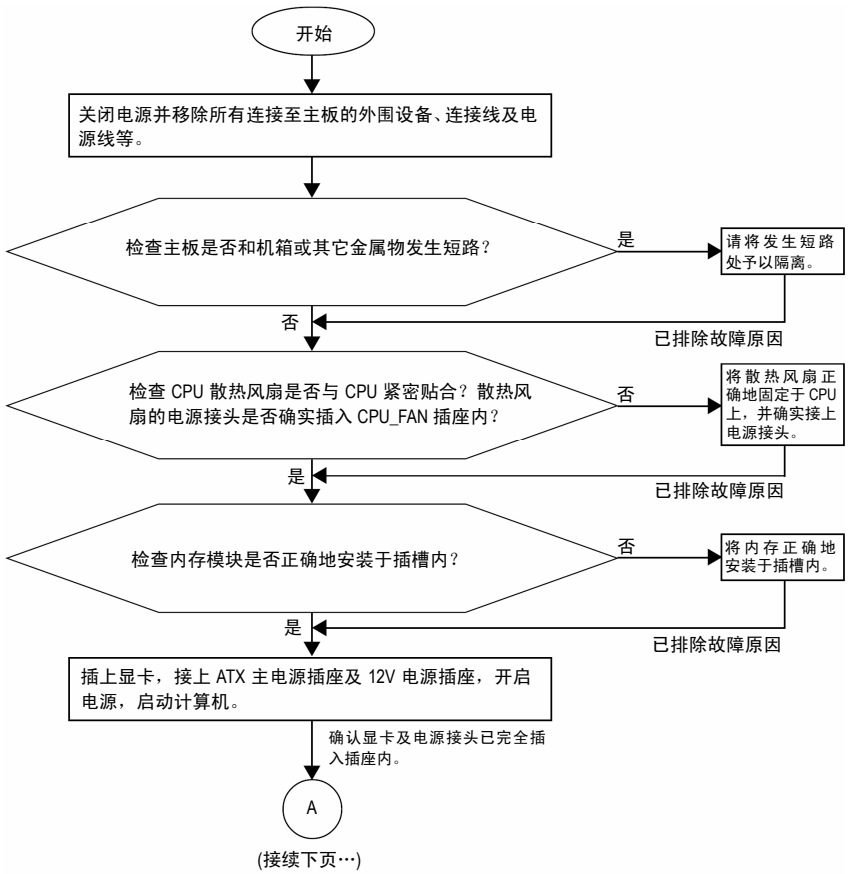 开始
关闭电源并移除所有连接至主板的外围设备、连接线及电
源线等。
检查主板是否和机箱或其它金属物发生短路？
是
请将发生短路
处予以隔离。
否
已排除故障原因
检查 CPU 散热风扇是否与 CPU 紧密贴合？散热风
扇的电源接头是否确实插入 CPU_FAN 插座内？
否
将散热风扇正
确地固定于 CPU
上，并确实接上
电源接头。
是
已排除故障原因
检查内存模块是否正确地安装于插槽内？
否
将内存正确地
安装于插槽内。
是
已排除故障原因
插上显卡，接上 ATX 主电源插座及 12V 电源插座，开启
电源，启动计算机。
确认显卡及电源接头已完全插
入插座内。
A
(接续下页…)